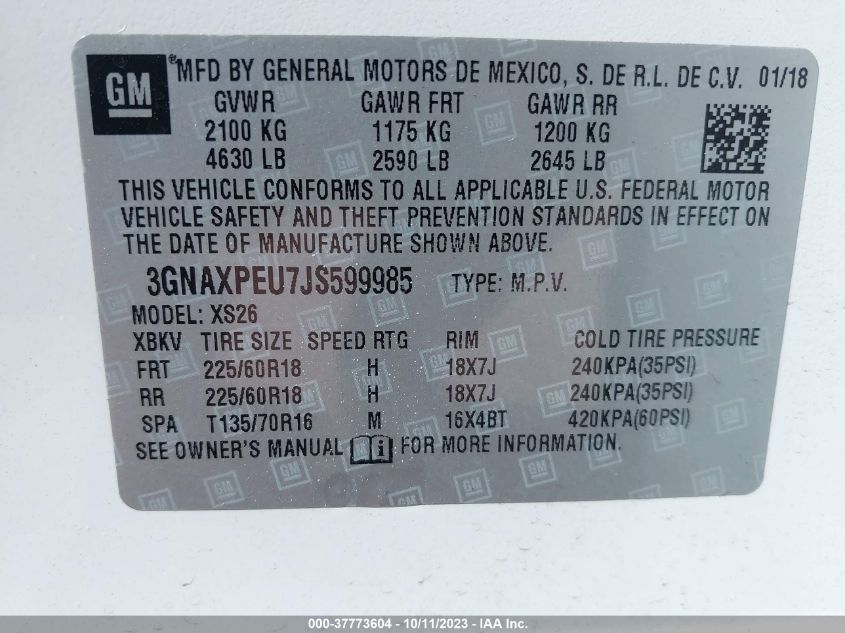 GM ® MFD BY GENERAL MOTORS DE MEXICO, S. DE R.L. DE C.V. 01/18
GVWR GAWR FRT GAWR RR
2100 KG 1175 KG 1200 KG
4630 LB 2590 LB 2645 LB
THIS VEHICLE CONFORMS TO ALL APPLICABLE U.S. FEDERAL MOTOR
VEHICLE SAFETY AND THEFT PREVENTION STANDARDS IN EFFECT ON
THE DATE OF MANUFACTURE SHOWN ABOVE.
3GNAXPEU7JS599985 TYPE: M.P.V.
MODEL: XS26
XBKV TIRE SIZE SPEED RTG RIM COLD TIRE PRESSURE
FRT 225/60R18 H 18X7J 240KPA(35PSI)
RR 225/60R18 H 18X7J 240KPA(35PSI)
SPA T135/70R16 M 16X4BT 420KPA(60PSI)
SEE OWNER'S MANUAL i FOR MORE INFORMATION.
000-37773604 - 10/11/2023 - IAA Inc.